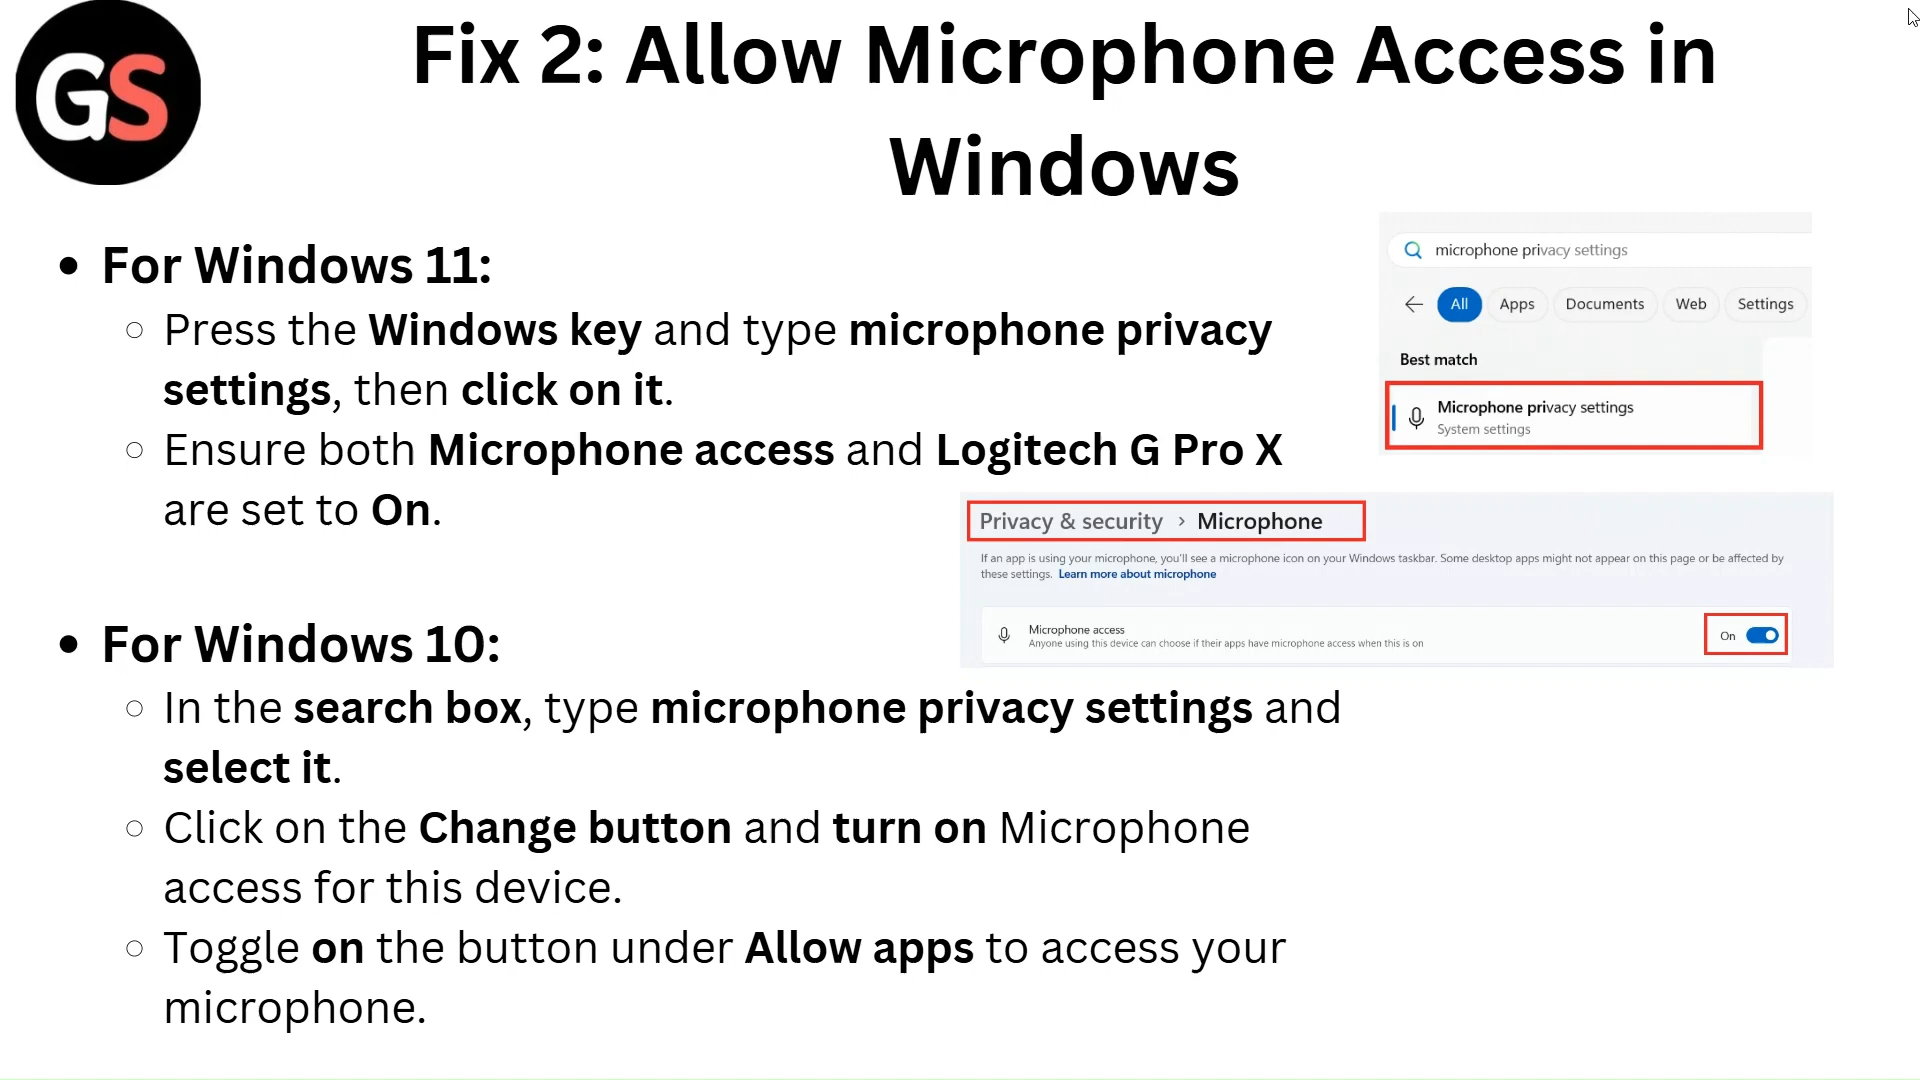 GS
Fix 2: Allow Microphone Access in
Windows
• For Windows 11:
○ Press the Windows key and type microphone privacy
settings, then click on it.
○ Ensure both Microphone access and Logitech G Pro X
are set to On.
microphone privacy settings
All Apps Documents Web Settings
Best match
Microphone privacy settings
System settings
Privacy & security > Microphone
If an app is using your microphone, you'll see a microphone icon on your Windows taskbar. Some desktop apps might not appear on this page or be affected by
these settings. Learn more about microphone
Microphone access
Anyone using this device can choose if their apps have microphone access when this is on
On
• For Windows 10:
○ In the search box, type microphone privacy settings and
select it.
○ Click on the Change button and turn on Microphone
access for this device.
○ Toggle on the button under Allow apps to access your
microphone.